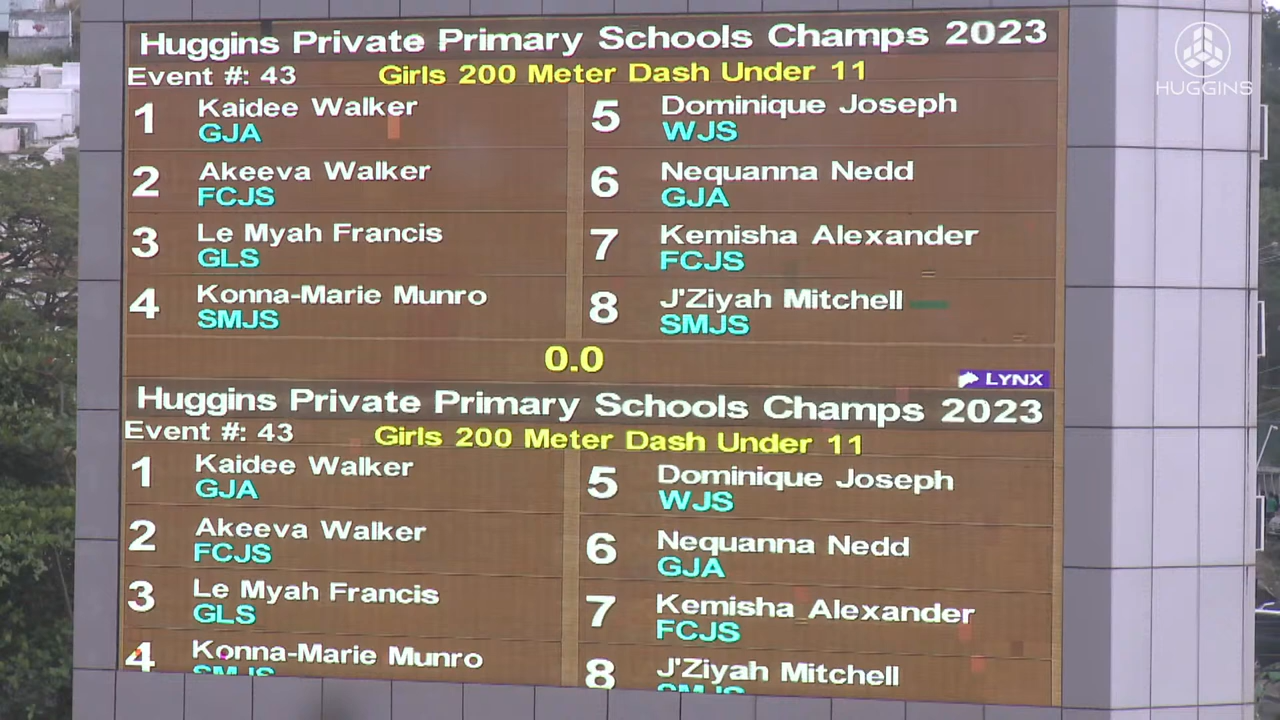 HUGGINS
Huggins Private Primary Schools Champs 2023
Event #: 43 Girls 200 Meter Dash Under 11
1 Kaidee Walker
GJA
2 Akeeva Walker
FCJS
3 Le Myah Francis
GLS
4 Konna-Marie Munro
SMJS
5 Dominique Joseph
WJS
6 Nequanna Nedd
GJA
7 Kemisha Alexander
FCJS
8 J'Ziyah Mitchell
SMJS
0.0
LYNX
Huggins Private Primary Schools Champs 2023
Event #: 43 Girls 200 Meter Dash Under 11
1 Kaidee Walker
GJA
2 Akeeva Walker
FCJS
3 Le Myah Francis
GLS
4 Konna-Marie Munro
SMJS
5 Dominique Joseph
WJS
6 Nequanna Nedd
GJA
7 Kemisha Alexander
FCJS
8 J'Ziyah Mitchell
SMJS